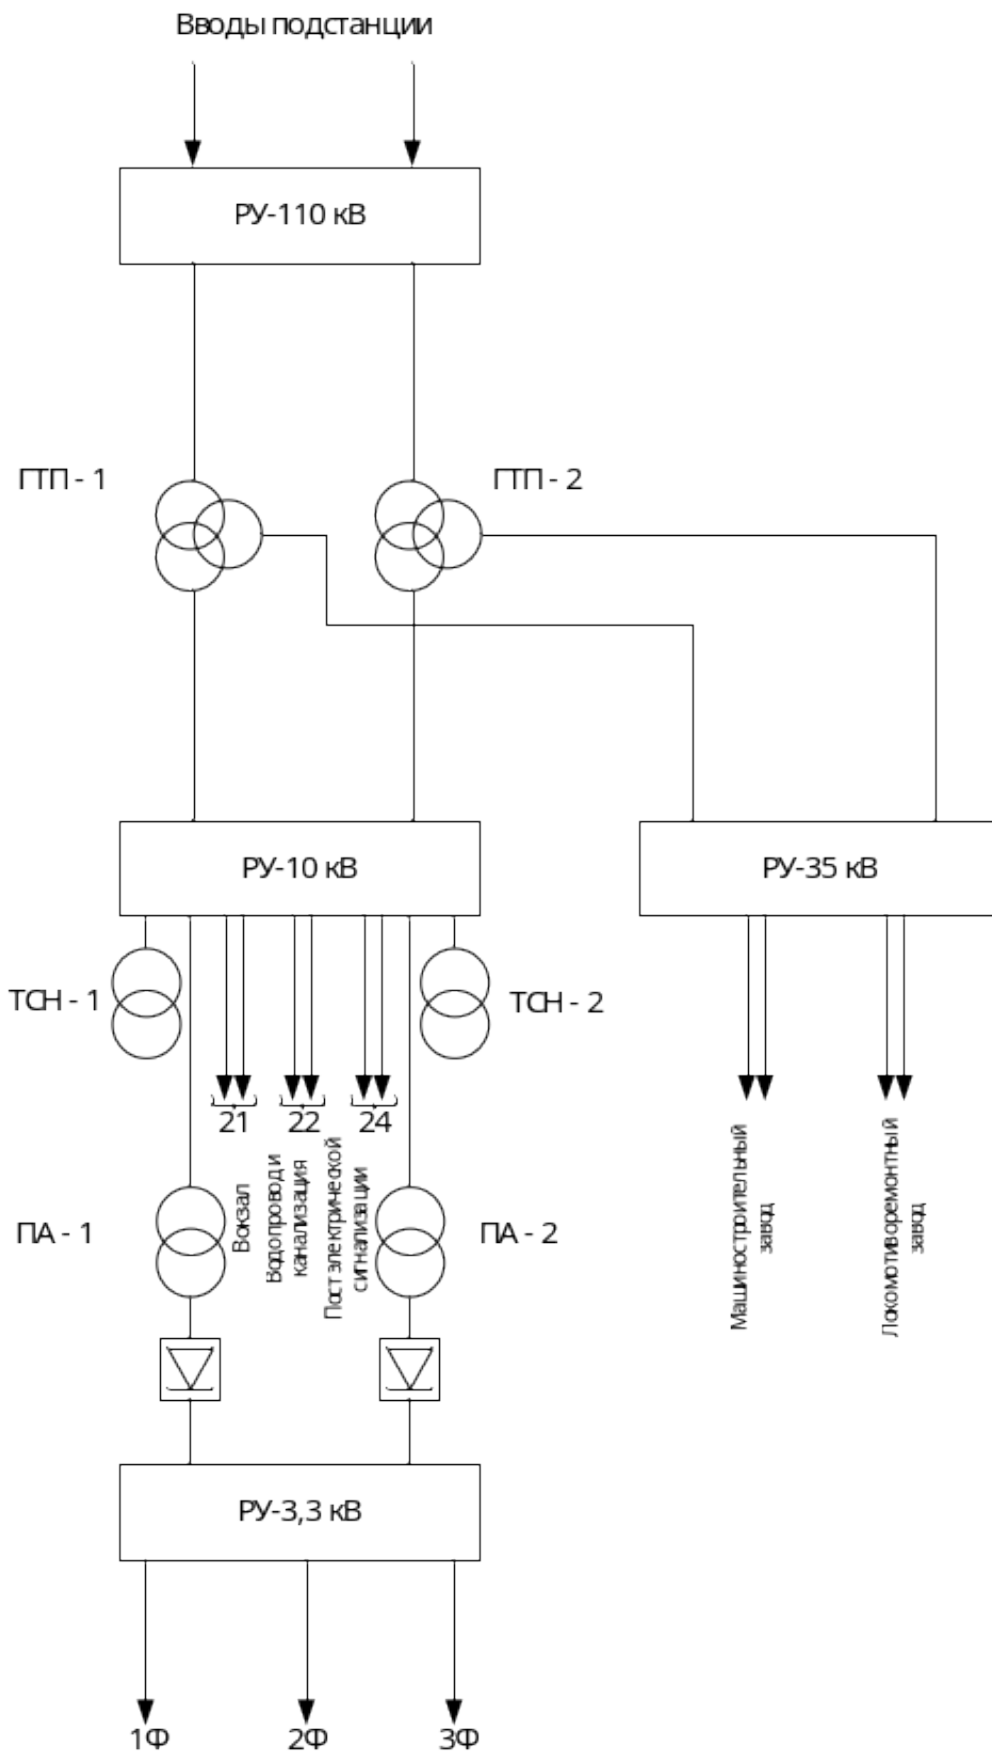 Вводы подстанции
РУ-110 кВ
ГТП - 1
ГТП - 2
РУ-10 кВ
РУ-35 кВ
ТСН - 1
ТСН - 2
21
22
24
Вокзал
Водопровод и
канализация
Пост электрической
сигнализации
Машиностроительный
завод
Локомотиворемонтный
завод
ПА - 1
ПА - 2
РУ-3,3 кВ
1Ф
2Ф
3Ф